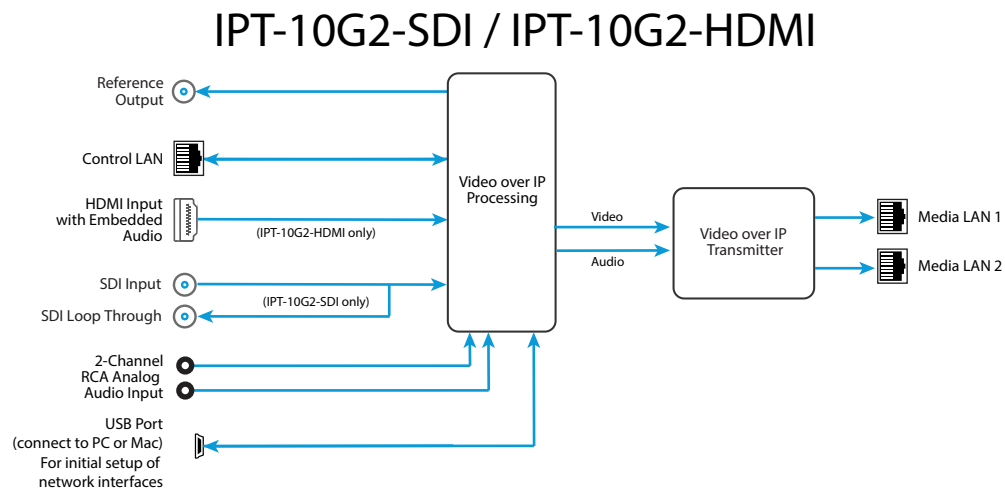 IPT-10G2-SDI / IPT-10G2-HDMI
Reference
Output
Control LAN
HDMI Input
with Embedded
Audio
(IPT-10G2-HDMI only)
SDI Input
(IPT-10G2-SDI only)
SDI Loop Through
2-Channel
RCA Analog
Audio Input
USB Port
(connect to PC or Mac)
For initial setup of
network interfaces
Video over IP
Processing
Video
Audio
Video over IP
Transmitter
Media LAN 1
Media LAN 2